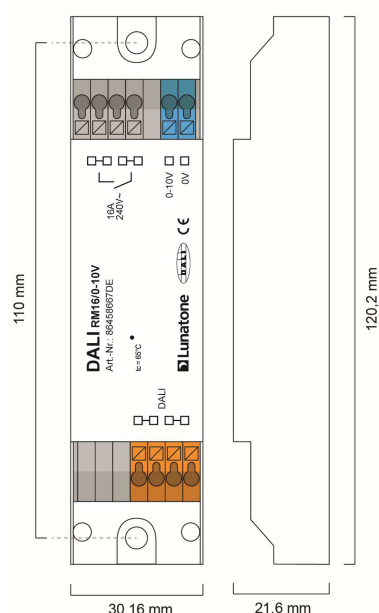 16A
240V~
0-10V
0V
DALI RM16/0-10V
Art.-Nr.: 86458667DE
tc = 65°C
Lunatone
DALI
CE
DALI
110 mm
120,2 mm
30,16 mm
21,6 mm